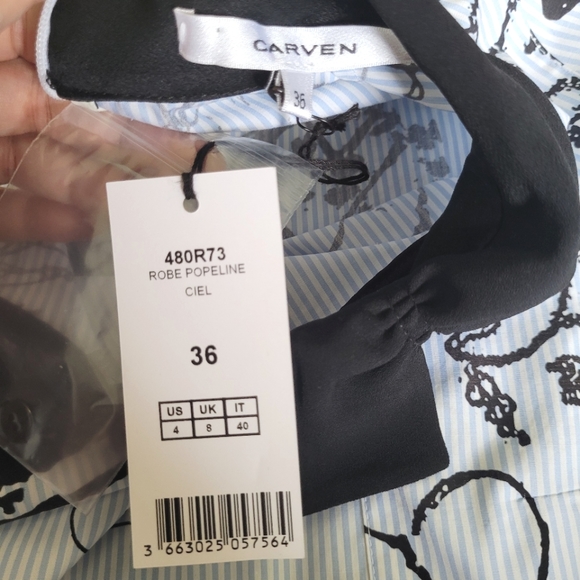 CARVEN
36
480R73
ROBE POPELINE
CIEL
36
US UK IT
4 8 40
3 663025 057564